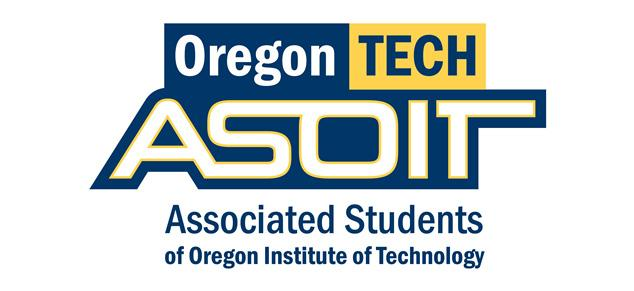 Oregon TECH
ASOIT
Associated Students
of Oregon Institute of Technology